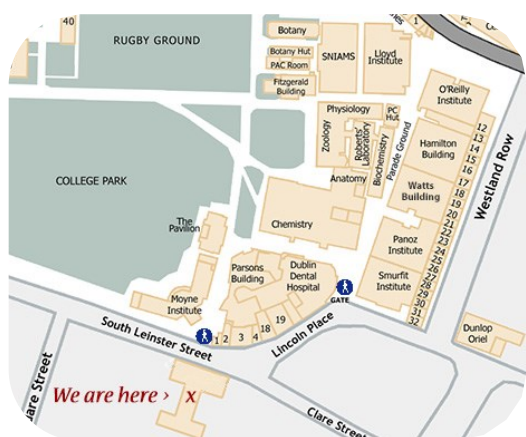 40
RUGBY GROUND
Botany
Botany Hut
PAC Room
Fitzgerald
Building
SNIAMS
Lloyd
Institute
1
O'Reilly
Institute
Physiology
PC
Hut
Zoology
Roberts'
Laboratory
Biochemistry
Parade Ground
Anatomy
Hamilton
Building
Watts
Building
12
13
14
15
16
17
18
19
20
21
22
23
24
25
26
27
28
29
30
31
32
Westland Row
COLLEGE PARK
The
Pavilion
Chemistry
Panoz
Institute
Smurfit
Institute
Parsons
Building
Dublin
Dental
Hospital
GATE
Moyne
Institute
1
2
3
4
18
19
Lincoln Place
South Leinster Street
Dunlop
Oriel
are Street
We are here › x
Clare Street